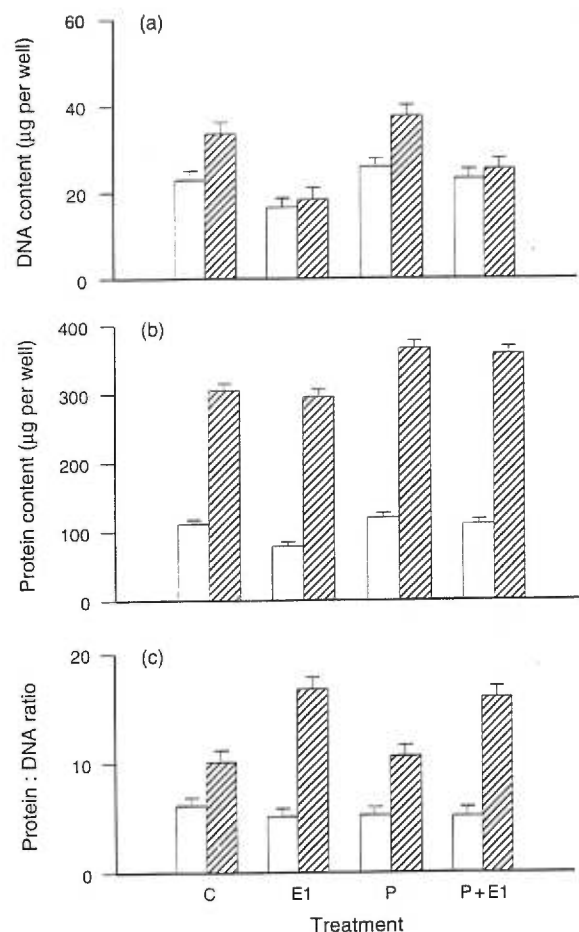 (a)
DNA content (µg per well)
60
40
20
0
(b)
Protein content (µg per well)
400
300
200
100
0
(c)
Protein : DNA ratio
20
10
0
C E1 P P+E1
Treatment